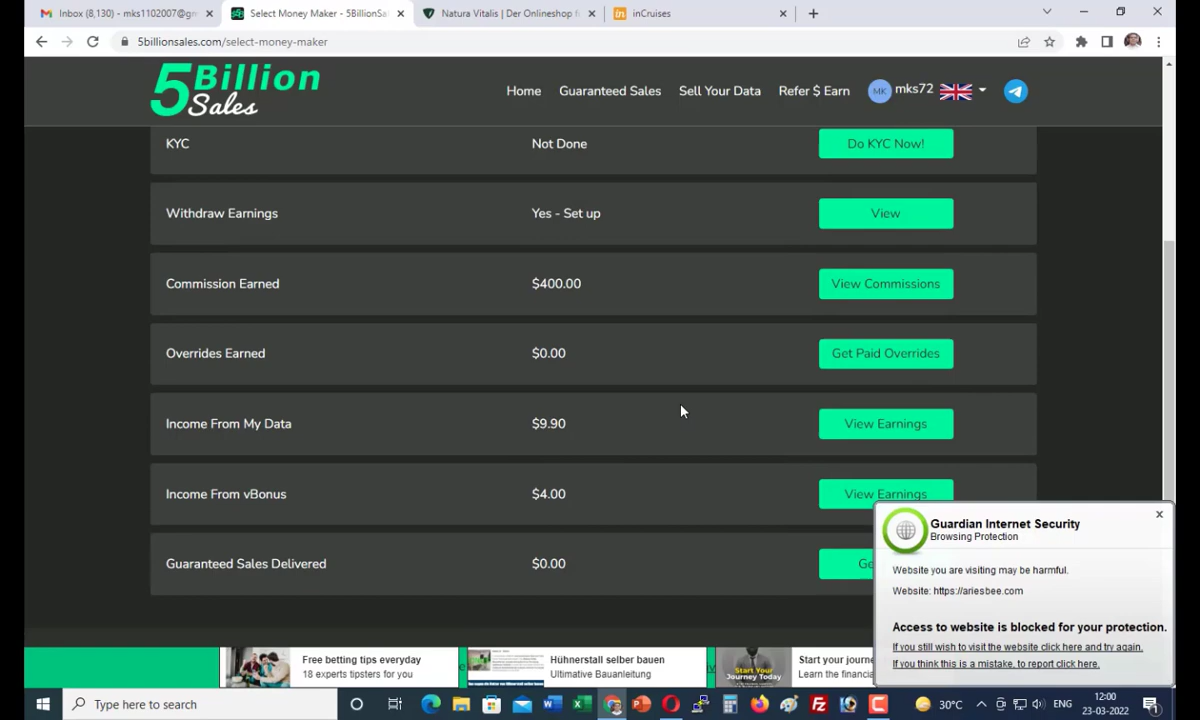 Inbox (8,130) - mks1102007@gm
Select Money Maker - 5BillionSa
Natura Vitalis | Der Onlineshop f
inCruises
5billionsales.com/select-money-maker
5Billion
Sales
Home
Guaranteed Sales
Sell Your Data
Refer $ Earn
MK
mks72
KYC
Not Done
Do KYC Now!
Withdraw Earnings
Yes - Set up
View
Commission Earned
$400.00
View Commissions
Overrides Earned
$0.00
Get Paid Overrides
Income From My Data
$9.90
View Earnings
Income From vBonus
$4.00
View Earnings
Guaranteed Sales Delivered
$0.00
Ge
Guardian Internet Security
Browsing Protection
Website you are visiting may be harmful.
Website: https://ariesbee.com
Access to website is blocked for your protection.
If you still wish to visit the website click here and try again.
If you think this is a mistake, to report click here.
Free betting tips everyday
18 experts tipsters for you
Hühnerstall selber bauen
Ultimative Bauanleitung
Start Your
Journey Today
Start your journe
Learn the financia
Type here to search
30°C
ENG
12:00
23-03-2022
1